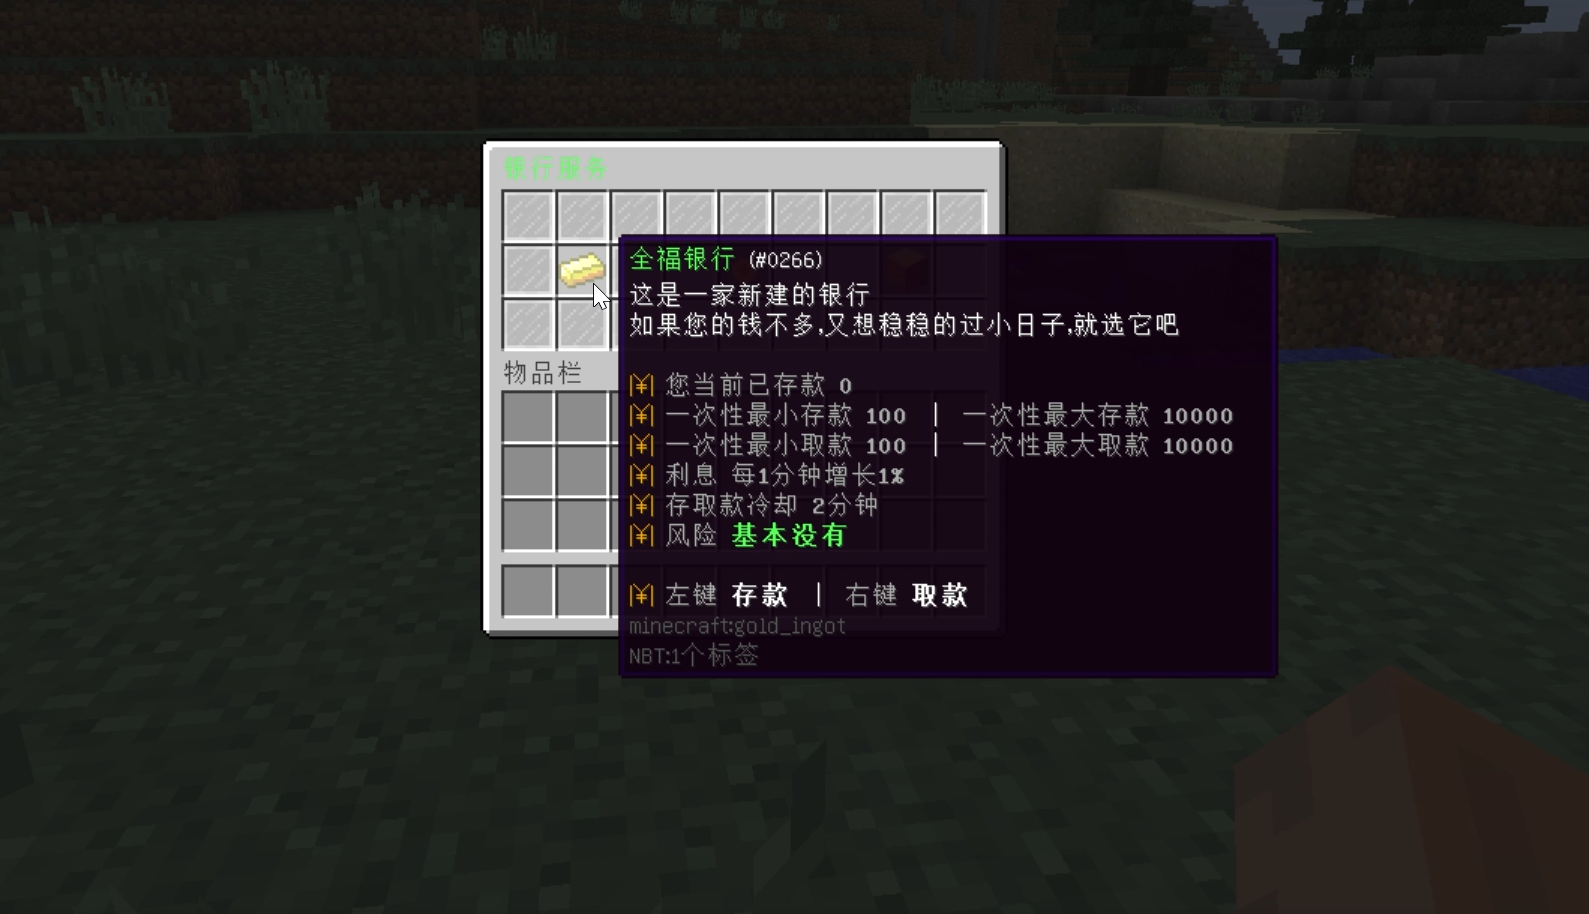 银行服务
全福银行 (#0266)
这是一家新建的银行
如果您的钱不多,又想稳稳的过小日子,就选它吧
物品栏
|¥| 您当前已存款 0
|¥| 一次性最小存款 100 | 一次性最大存款 10000
|¥| 一次性最小取款 100 | 一次性最大取款 10000
|¥| 利息 每1分钟增长1%
|¥| 存取款冷却 2分钟
|¥| 风险 基本没有
|¥| 左键 存款 | 右键 取款
minecraft:gold_ingot
NBT:1个标签